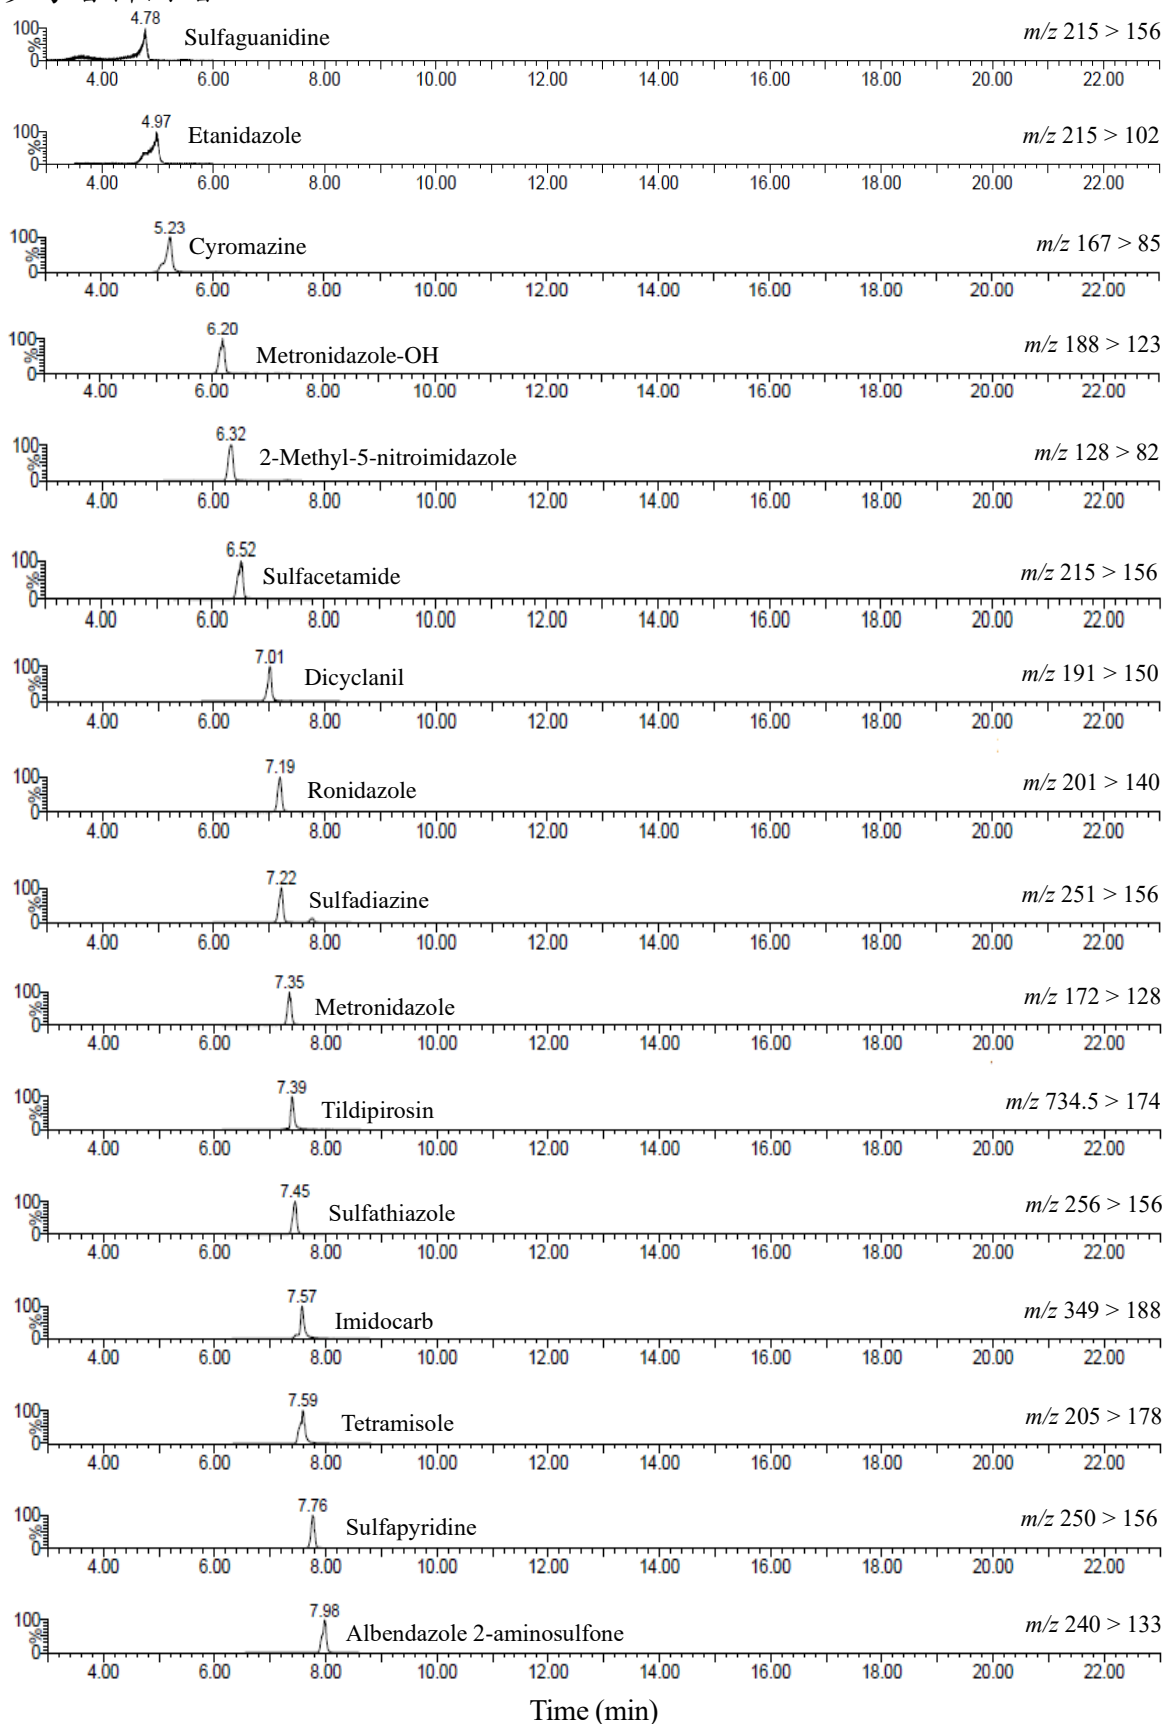 4.78
Sulfaguanidine
m/z 215 > 156
100
%
0
4.00 6.00 8.00 10.00 12.00 14.00 16.00 18.00 20.00 22.00
4.97
Etanidazole
m/z 215 > 102
100
%
0
4.00 6.00 8.00 10.00 12.00 14.00 16.00 18.00 20.00 22.00
5.23
Cyromazine
m/z 167 > 85
100
%
0
4.00 6.00 8.00 10.00 12.00 14.00 16.00 18.00 20.00 22.00
6.20
Metronidazole-OH
m/z 188 > 123
100
%
0
4.00 6.00 8.00 10.00 12.00 14.00 16.00 18.00 20.00 22.00
6.32
2-Methyl-5-nitroimidazole
m/z 128 > 82
100
%
0
4.00 6.00 8.00 10.00 12.00 14.00 16.00 18.00 20.00 22.00
6.52
Sulfacetamide
m/z 215 > 156
100
%
0
4.00 6.00 8.00 10.00 12.00 14.00 16.00 18.00 20.00 22.00
7.01
Dicyclanil
m/z 191 > 150
100
%
0
4.00 6.00 8.00 10.00 12.00 14.00 16.00 18.00 20.00 22.00
7.19
Ronidazole
m/z 201 > 140
100
%
0
4.00 6.00 8.00 10.00 12.00 14.00 16.00 18.00 20.00 22.00
7.22
Sulfadiazine
m/z 251 > 156
100
%
0
4.00 6.00 8.00 10.00 12.00 14.00 16.00 18.00 20.00 22.00
7.35
Metronidazole
m/z 172 > 128
100
%
0
4.00 6.00 8.00 10.00 12.00 14.00 16.00 18.00 20.00 22.00
7.39
Tildipirosin
m/z 734.5 > 174
100
%
0
4.00 6.00 8.00 10.00 12.00 14.00 16.00 18.00 20.00 22.00
7.45
Sulfathiazole
m/z 256 > 156
100
%
0
4.00 6.00 8.00 10.00 12.00 14.00 16.00 18.00 20.00 22.00
7.57
Imidocarb
m/z 349 > 188
100
%
0
4.00 6.00 8.00 10.00 12.00 14.00 16.00 18.00 20.00 22.00
7.59
Tetramisole
m/z 205 > 178
100
%
0
4.00 6.00 8.00 10.00 12.00 14.00 16.00 18.00 20.00 22.00
7.76
Sulfapyridine
m/z 250 > 156
100
%
0
4.00 6.00 8.00 10.00 12.00 14.00 16.00 18.00 20.00 22.00
7.98
Albendazole 2-aminosulfone
m/z 240 > 133
100
%
0
4.00 6.00 8.00 10.00 12.00 14.00 16.00 18.00 20.00 22.00
Time (min)